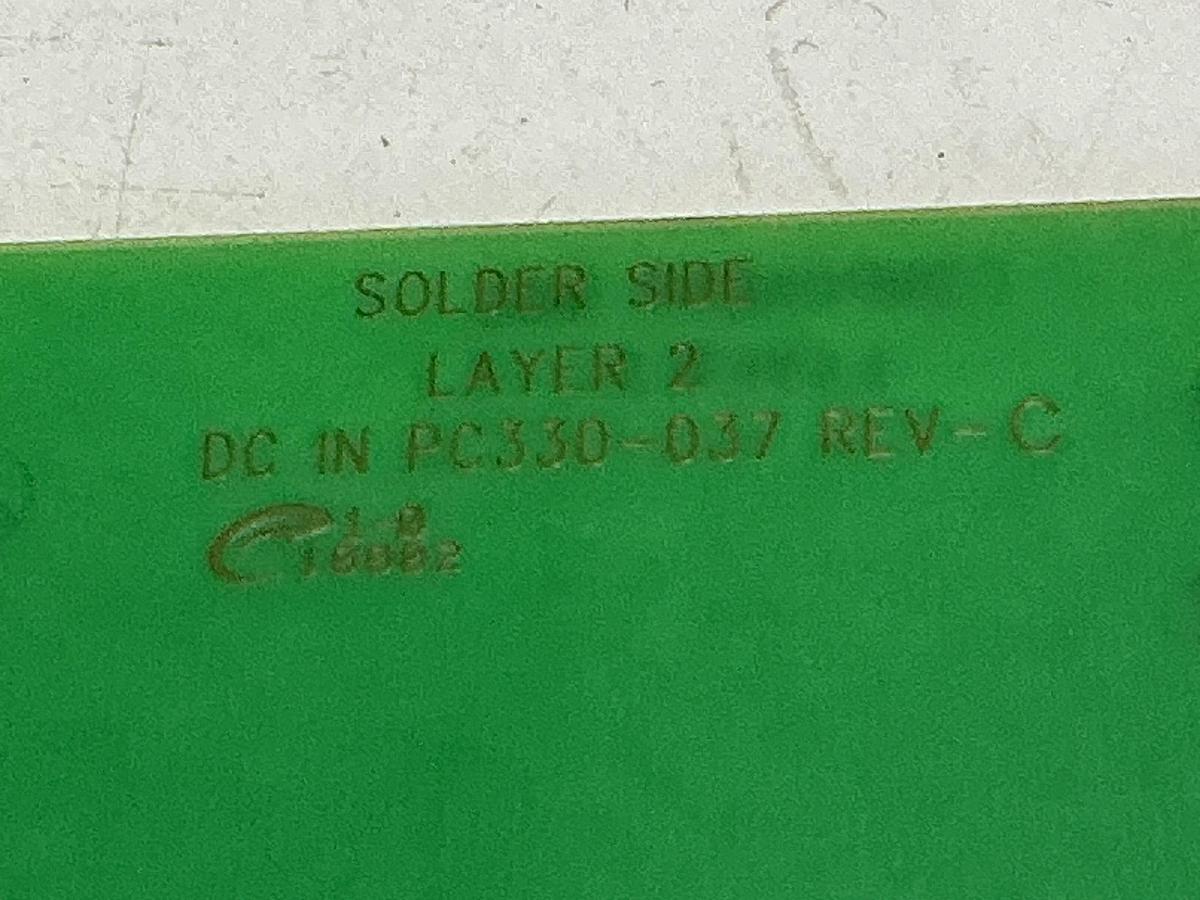 SOLDER SIDE
LAYER 2
DC IN PC330-037 REV-C